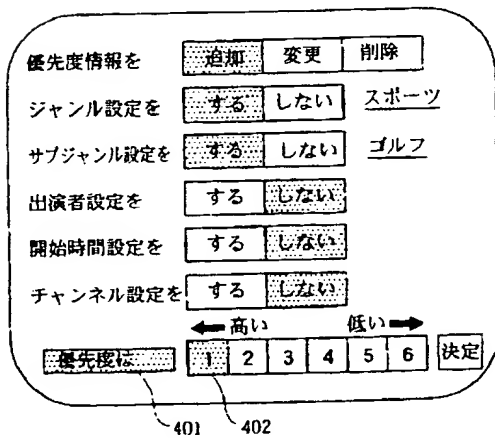 優先度情報を 追加 変更 削除
ジャンル設定を する しない スポーツ
サブジャンル設定を する しない ゴルフ
出演者設定を する しない
開始時間設定を する しない
チャンネル設定を する しない
高い 低い
優先度は 1 2 3 4 5 6 決定
401 402